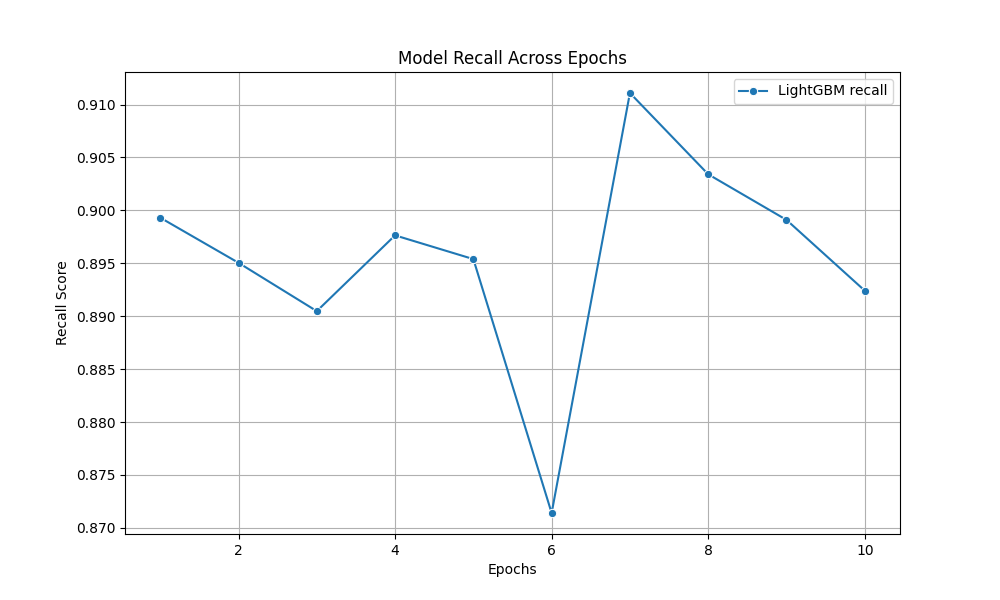 Model Recall Across Epochs
LightGBM recall
0.910
0.905
0.900
0.895
0.890
0.885
0.880
0.875
0.870
Recall Score
2 4 6 8 10
Epochs